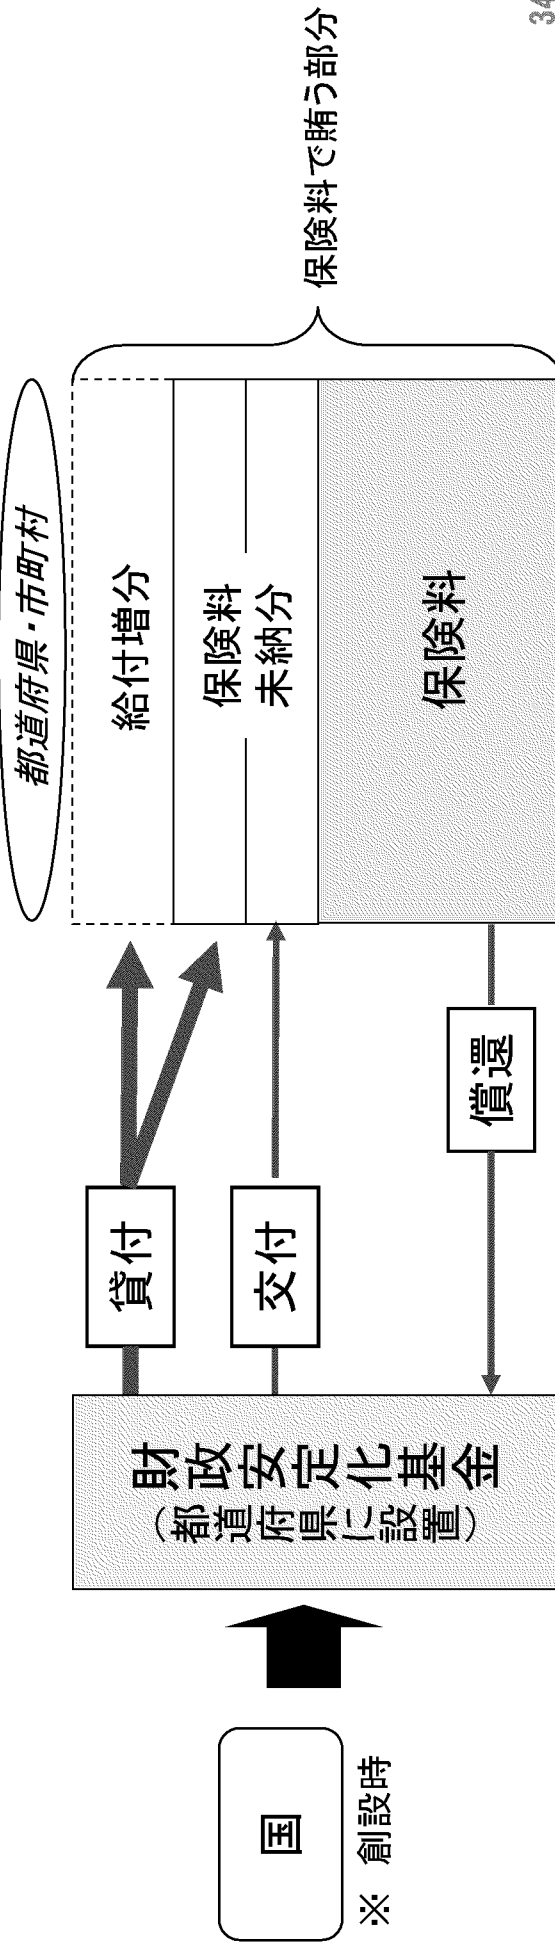 国
※ 創設時
財政安定化基金
(都道府県に設置)
貸付
交付
償還
都道府県・市町村
給付増分
保険料
未納分
保険料
保険料で賄う部分
34